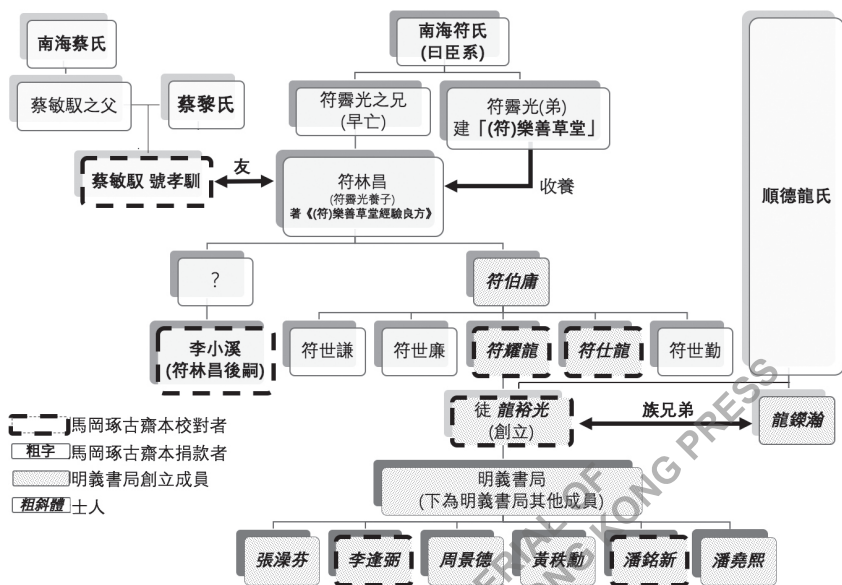 南海蔡氏
南海符氏
(曰臣系)
蔡敏馭之父
蔡黎氏
符霽光之兄
(早亡)
符霽光(弟)
建「(符)樂善草堂」
蔡敏馭 號孝馴
友
符林昌
(符霽光養子)
著《(符)樂善草堂經驗良方》
收養
順德龍氏
?
符伯庸
李小溪
(符林昌後嗣)
符世謙
符世廉
符耀龍
符仕龍
符世勤
徒 龍裕光
(創立)
族兄弟
龍鑅瀚
馬岡琢古齋本校對者
粗字 馬岡琢古齋本捐款者
明義書局創立成員
粗斜體 士人
明義書局
(下為明義書局其他成員)
張澡芬
李逢弼
周景德
黃秩勳
潘銘新
潘堯熙
ERIAL OF
HONG KONG PRESS